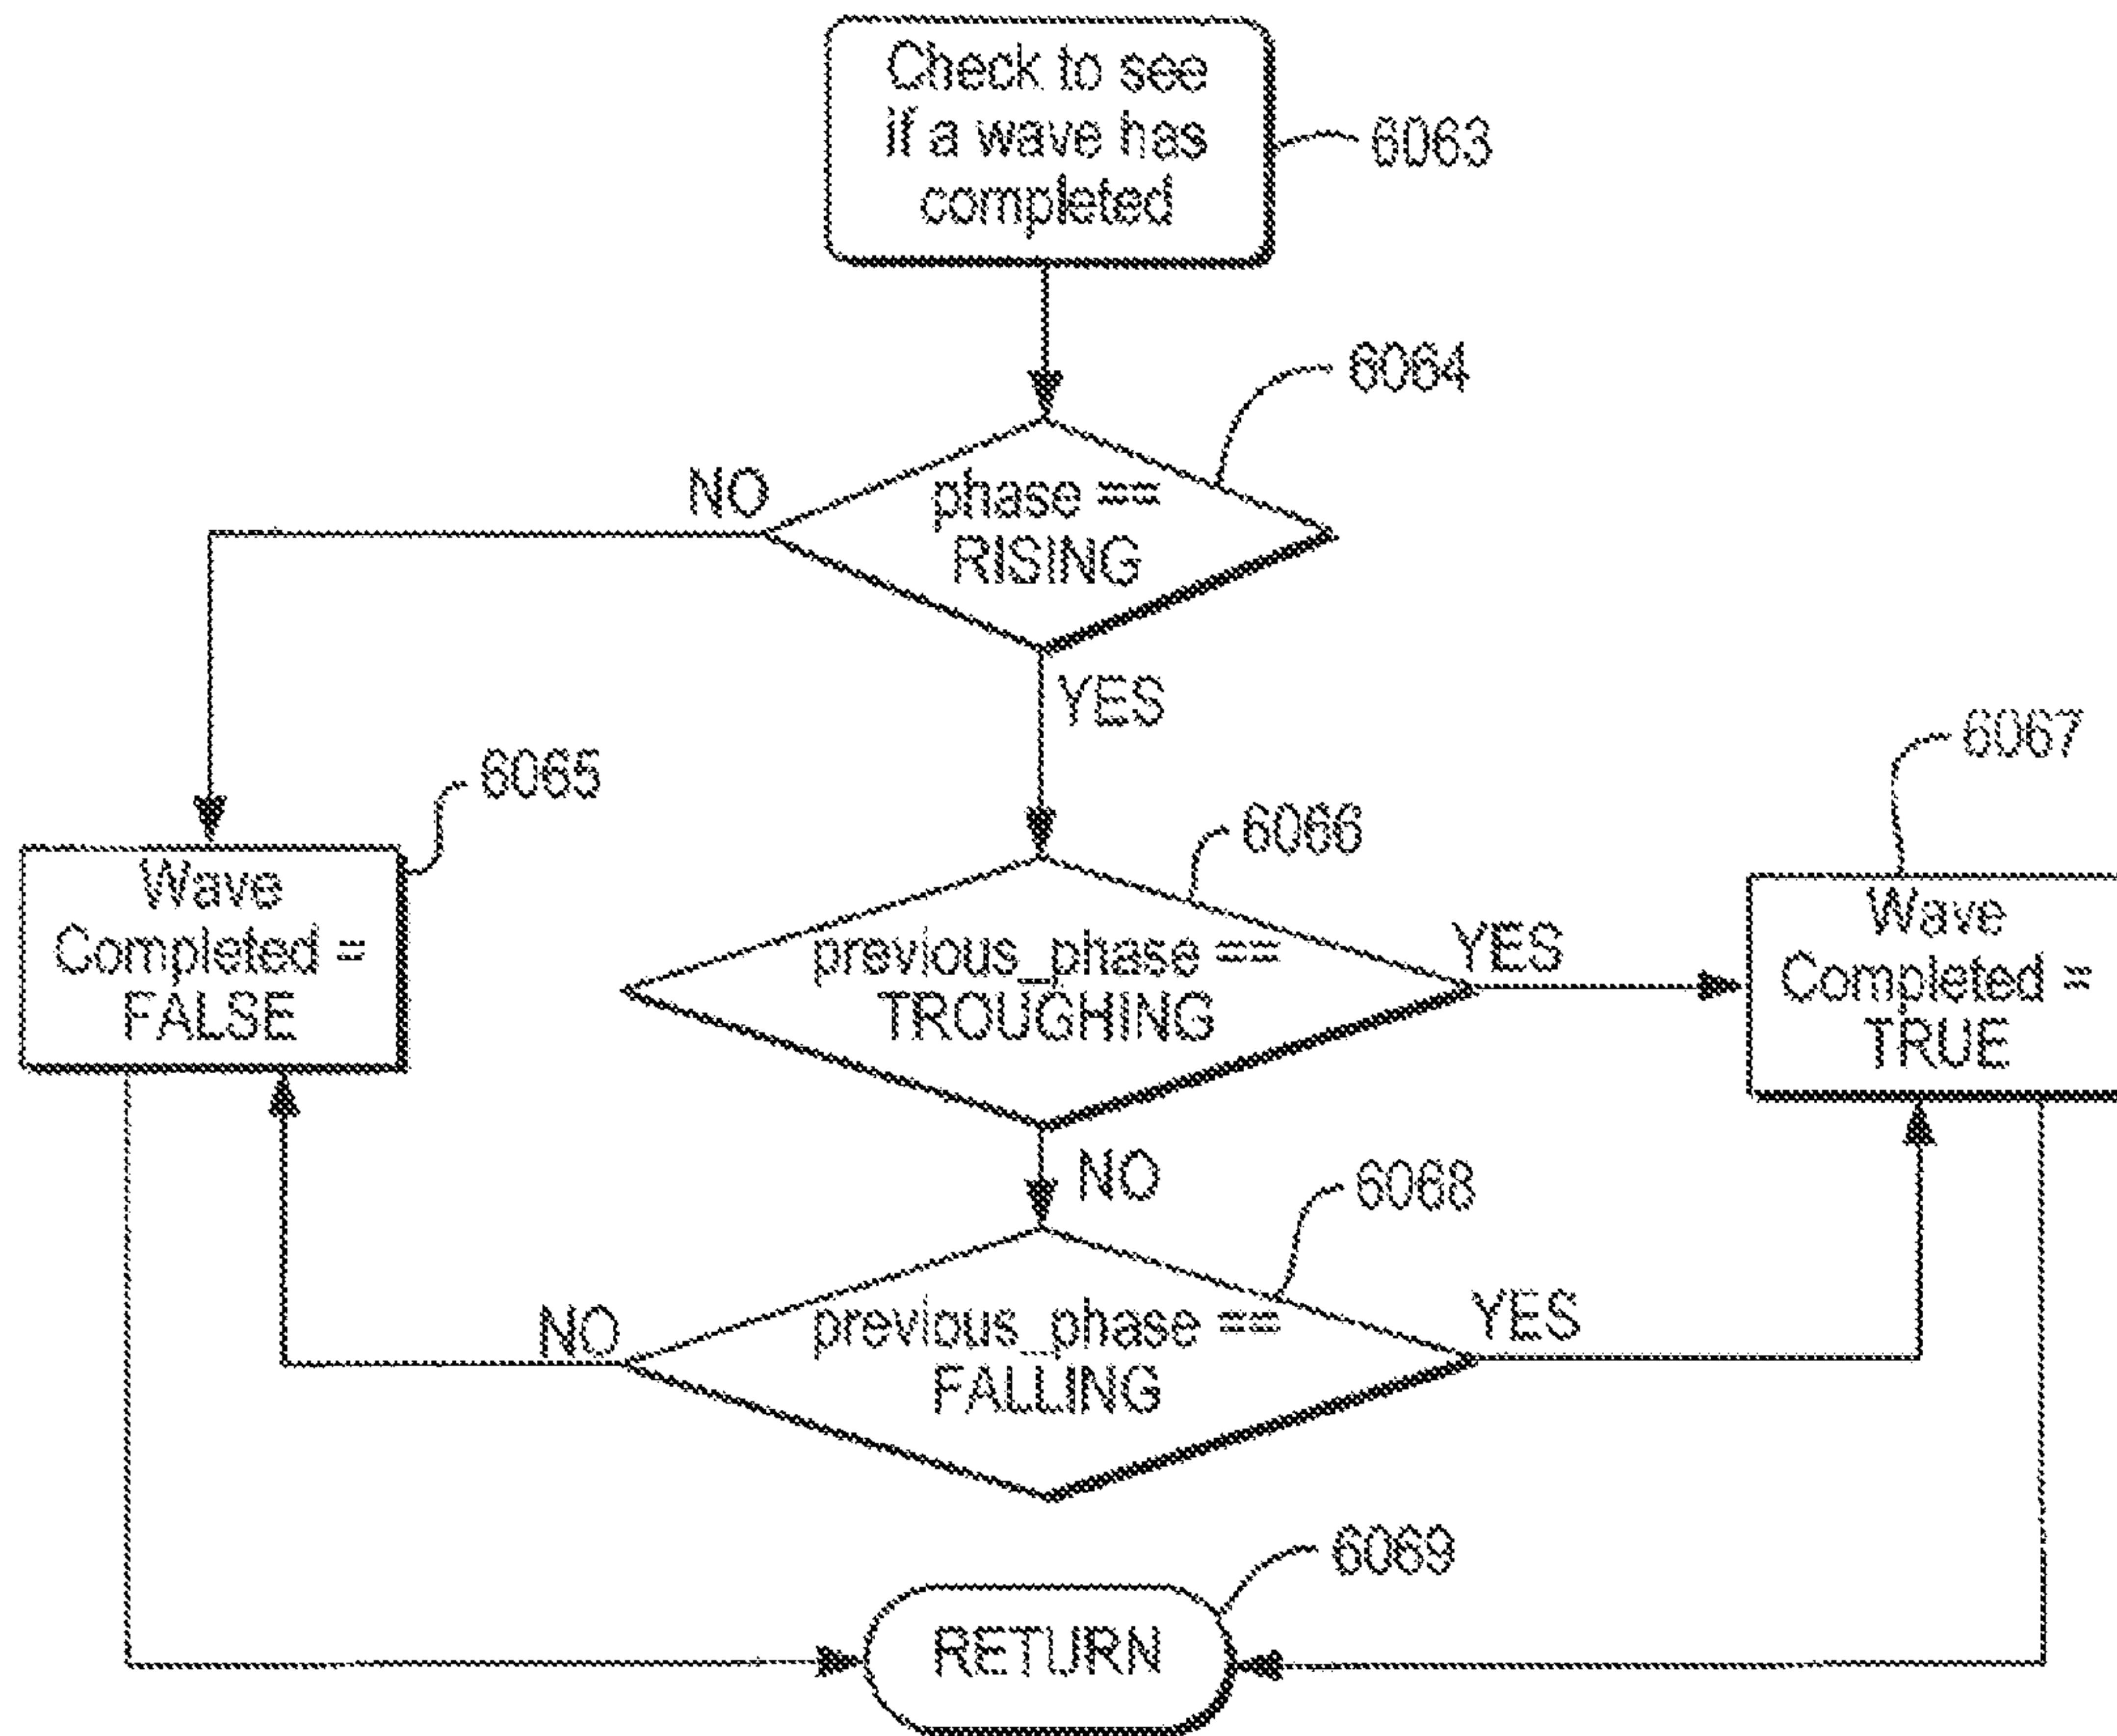 Check to see
if a wave has
completed
6063
6064
phase ==
RISING
NO
YES
6065
Wave
Completed =
FALSE
6066
previous_phase ==
TROUGHING
YES
6067
Wave
Completed =
TRUE
NO
6068
previous_phase ==
FALLING
NO
YES
6069
RETURN